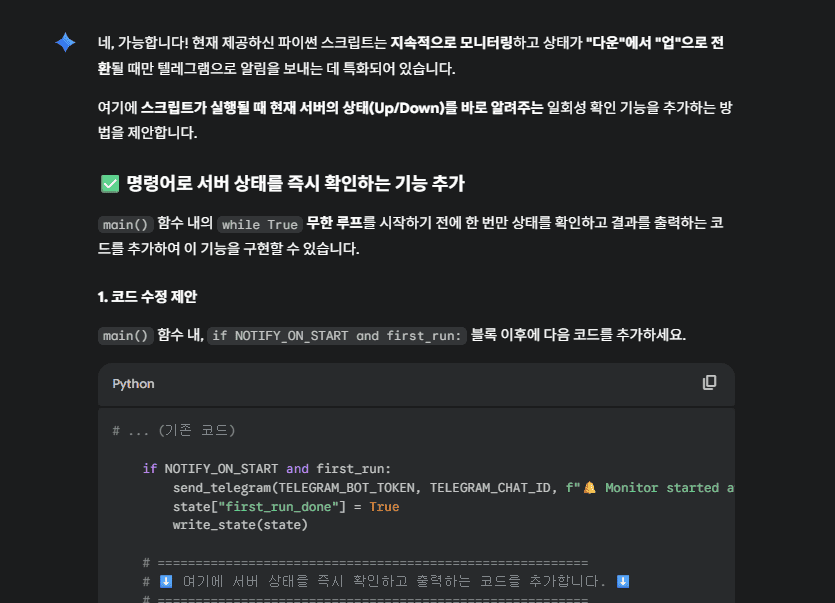 네, 가능합니다! 현재 제공하신 파이썬 스크립트는 지속적으로 모니터링하고 상태가 "다운"에서 "업"으로 전
환될 때만 텔레그램으로 알림을 보내는 데 특화되어 있습니다.
여기에 스크립트가 실행될 때 현재 서버의 상태(Up/Down)를 바로 알려주는 일회성 확인 기능을 추가하는 방
법을 제안합니다.
✅ 명령어로 서버 상태를 즉시 확인하는 기능 추가
main() 함수 내의 while True 무한 루프를 시작하기 전에 한 번만 상태를 확인하고 결과를 출력하는 코
드를 추가하여 이 기능을 구현할 수 있습니다.
1. 코드 수정 제안
main() 함수 내, if NOTIFY_ON_START and first_run: 블록 이후에 다음 코드를 추가하세요.
Python
# ... (기존 코드)
if NOTIFY_ON_START and first_run:
send_telegram(TELEGRAM_BOT_TOKEN, TELEGRAM_CHAT_ID, f"🔔 Monitor started a
state["first_run_done"] = True
write_state(state)
# ======================================================
# ⬇️ 여기에 서버 상태를 즉시 확인하고 출력하는 코드를 추가합니다. ⬇️
# ======================================================